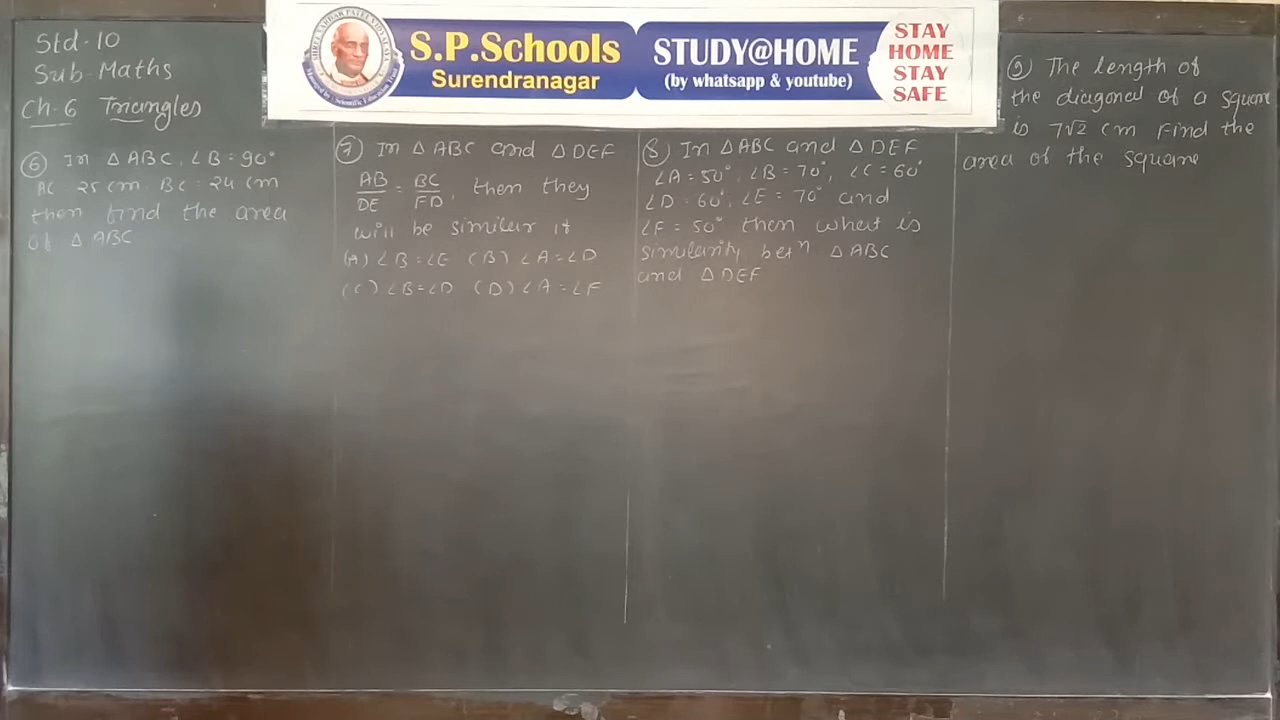 S.P.Schools
Surendranagar
STUDY@HOME
(by whatsapp & youtube)
STAY
HOME
STAY
SAFE
Std-10
Sub-Maths
Ch-6 Triangles
⑥ In △ABC, ∠B=90°
AC 25cm, BC=24cm
then find the area
of △ABC
⑦ In △ABC and △DEF
AB/DE = BC/FD, then they
will be similar if
(A) ∠B=∠E (B) ∠A=∠D
(C) ∠B=∠D (D) ∠A=∠F
⑧ In △ABC and △DEF
∠A=50°, ∠B=70°, ∠C=60°
∠D=60°, ∠E=70° and
∠F=50° then what is
similarity betⁿ △ABC
and △DEF
⑨ The length of
the diagonal of a square
is 7√2 cm Find the
area of the square